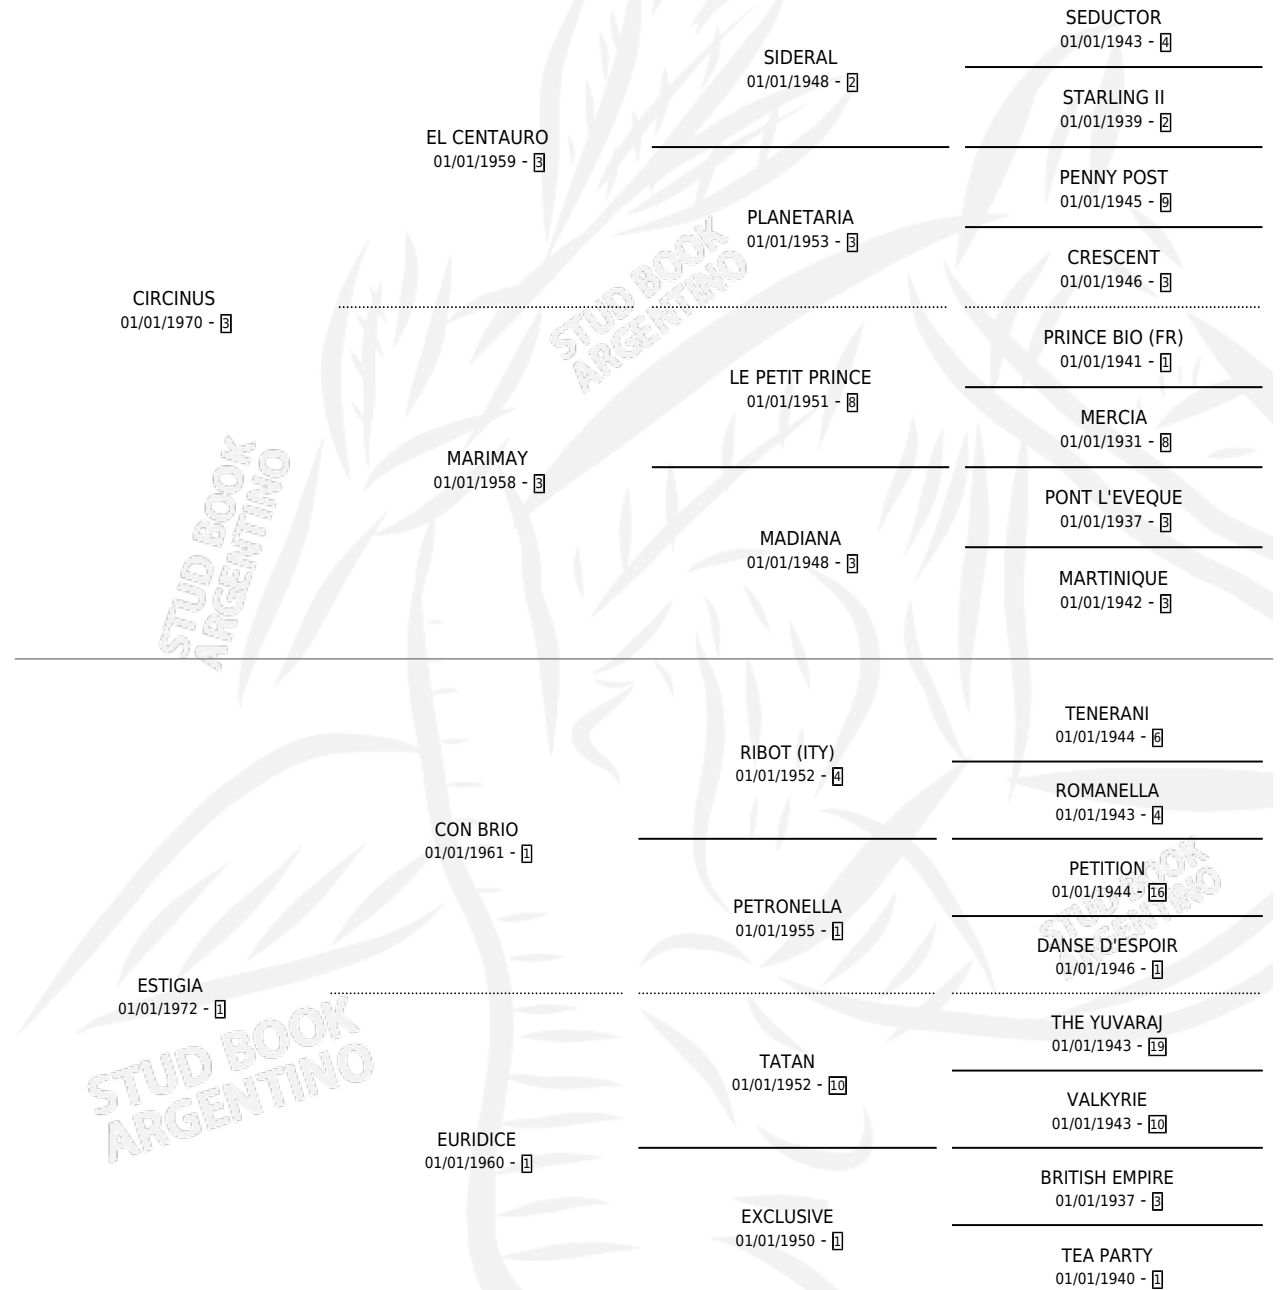 SEDUCTOR
01/01/1943 - 4
SIDERAL
01/01/1948 - 2
STARLING II
01/01/1939 - 2
EL CENTAURO
01/01/1959 - 3
PENNY POST
01/01/1945 - 9
PLANETARIA
01/01/1953 - 3
CRESCENT
01/01/1946 - 3
CIRCINUS
01/01/1970 - 3
PRINCE BIO (FR)
01/01/1941 - 1
LE PETIT PRINCE
01/01/1951 - 8
MERCIA
01/01/1931 - 8
MARIMAY
01/01/1958 - 3
PONT L'EVEQUE
01/01/1937 - 3
MADIANA
01/01/1948 - 3
MARTINIQUE
01/01/1942 - 3
STUD BOOK
ARGENTINO
STUD BOOK
ARGENTINO
TENERANI
01/01/1944 - 6
RIBOT (ITY)
01/01/1952 - 4
ROMANELLA
01/01/1943 - 4
CON BRIO
01/01/1961 - 1
PETITION
01/01/1944 - 16
PETRONELLA
01/01/1955 - 1
DANSE D'ESPOIR
01/01/1946 - 1
STUD BOOK
ARGENTINO
ESTIGIA
01/01/1972 - 1
THE YUVARAJ
01/01/1943 - 19
TATAN
01/01/1952 - 10
VALKYRIE
01/01/1943 - 10
EURIDICE
01/01/1960 - 1
BRITISH EMPIRE
01/01/1937 - 3
EXCLUSIVE
01/01/1950 - 1
TEA PARTY
01/01/1940 - 1
STUD BOOK
ARGENTINO